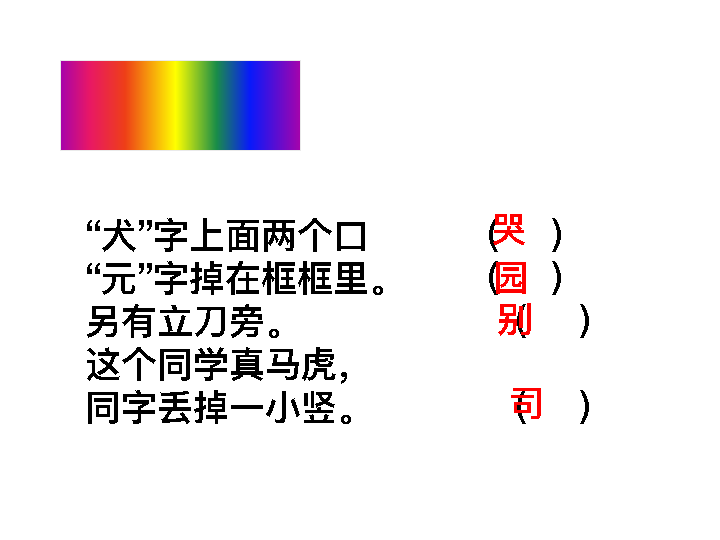 “犬”字上面两个口 (哭 )
“元”字掉在框框里。 (园 )
另有立刀旁。 (别 )
这个同学真马虎，
同字丢掉一小竖。 (司 )